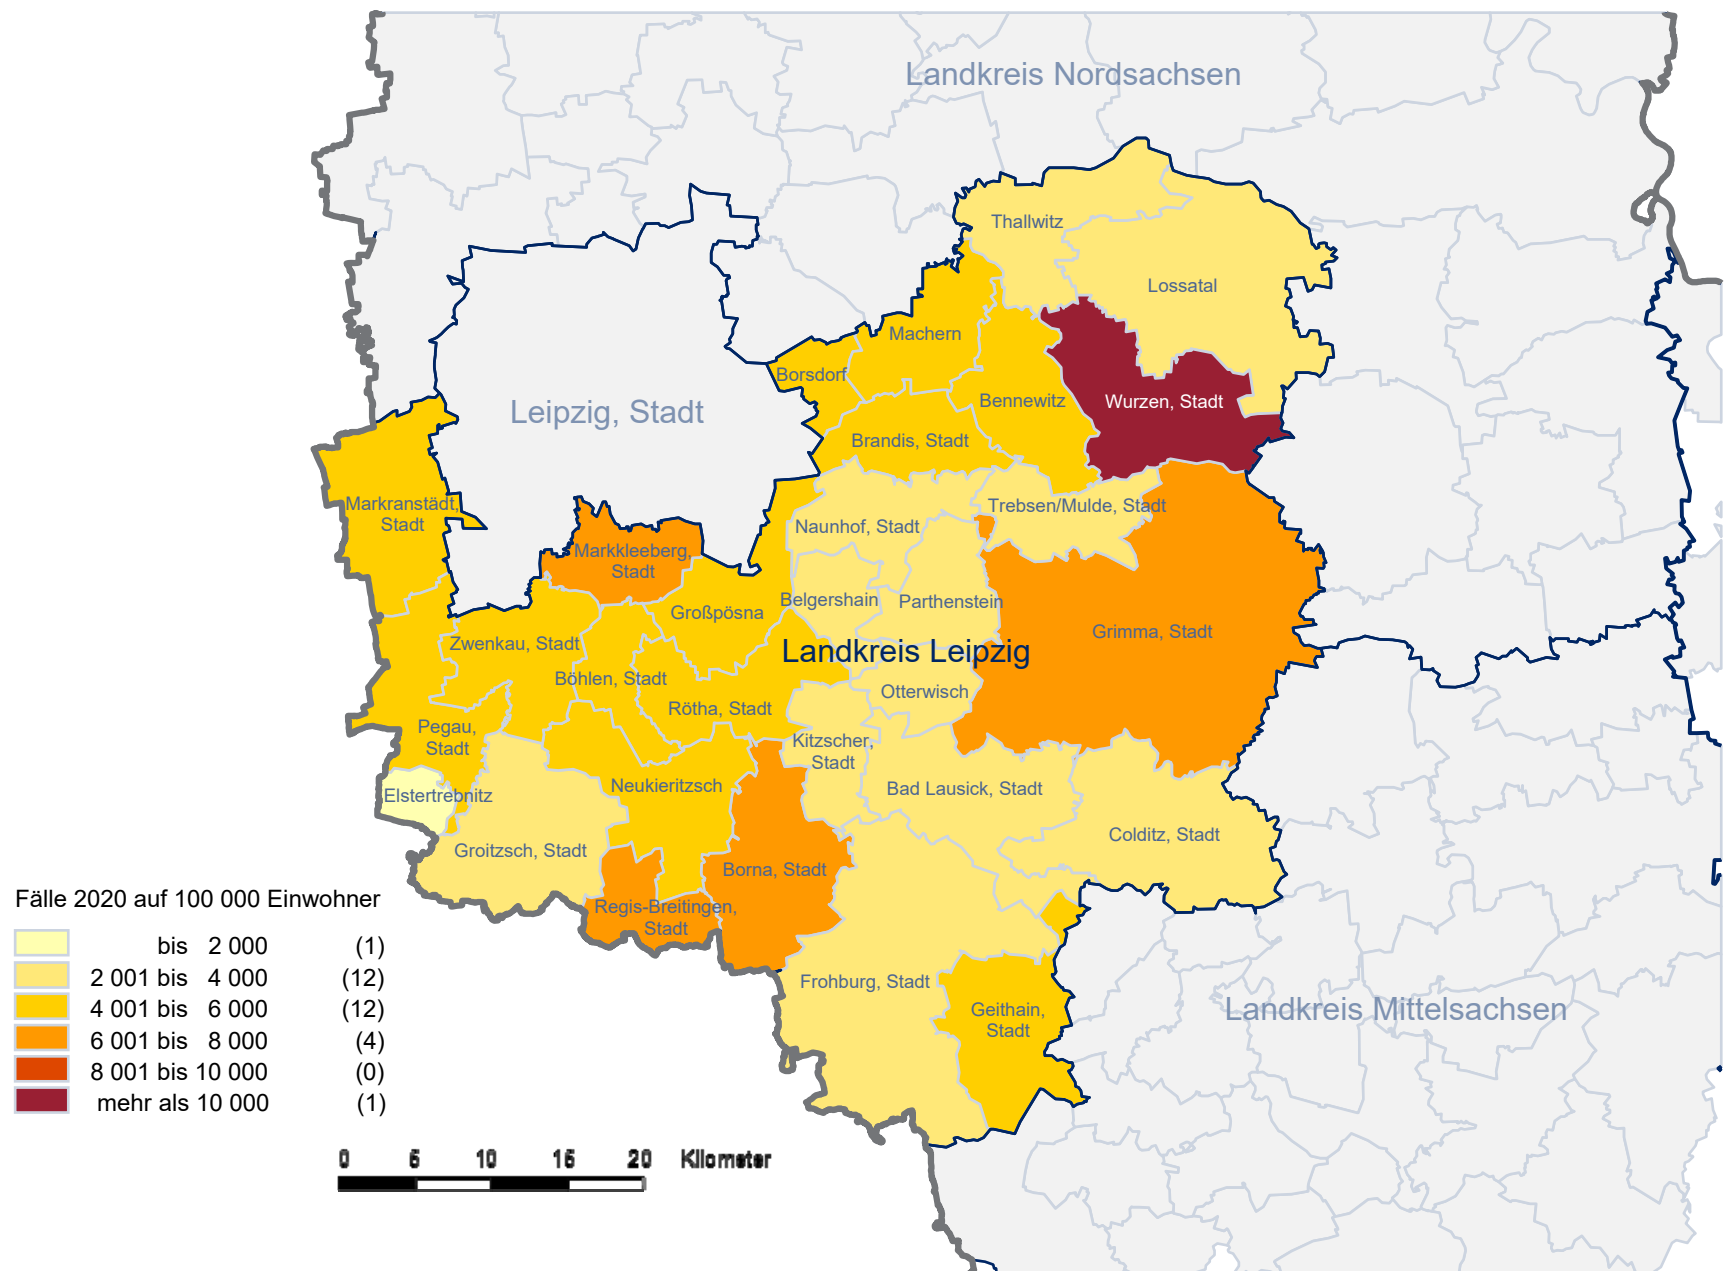 Landkreis Nordsachsen
Thallwitz
Lossatal
Machern
Borsdorf
Bennewitz
Wurzen, Stadt
Leipzig, Stadt
Brandis, Stadt
Markranstädt,
Stadt
Trebsen/Mulde, Stadt
Naunhof, Stadt
Markkleeberg,
Stadt
Großpösna
Belgershain
Parthenstein
Grimma, Stadt
Zwenkau, Stadt
Landkreis Leipzig
Böhlen, Stadt
Otterwisch
Rötha, Stadt
Pegau,
Stadt
Kitzscher,
Stadt
Neukieritzsch
Bad Lausick, Stadt
Elstertrebnitz
Colditz, Stadt
Groitzsch, Stadt
Borna, Stadt
Regis-Breitingen,
Stadt
Frohburg, Stadt
Geithain,
Stadt
Landkreis Mittelsachsen
Fälle 2020 auf 100 000 Einwohner
bis 2 000 (1)
2 001 bis 4 000 (12)
4 001 bis 6 000 (12)
6 001 bis 8 000 (4)
8 001 bis 10 000 (0)
mehr als 10 000 (1)
0 5 10 15 20 Kilometer